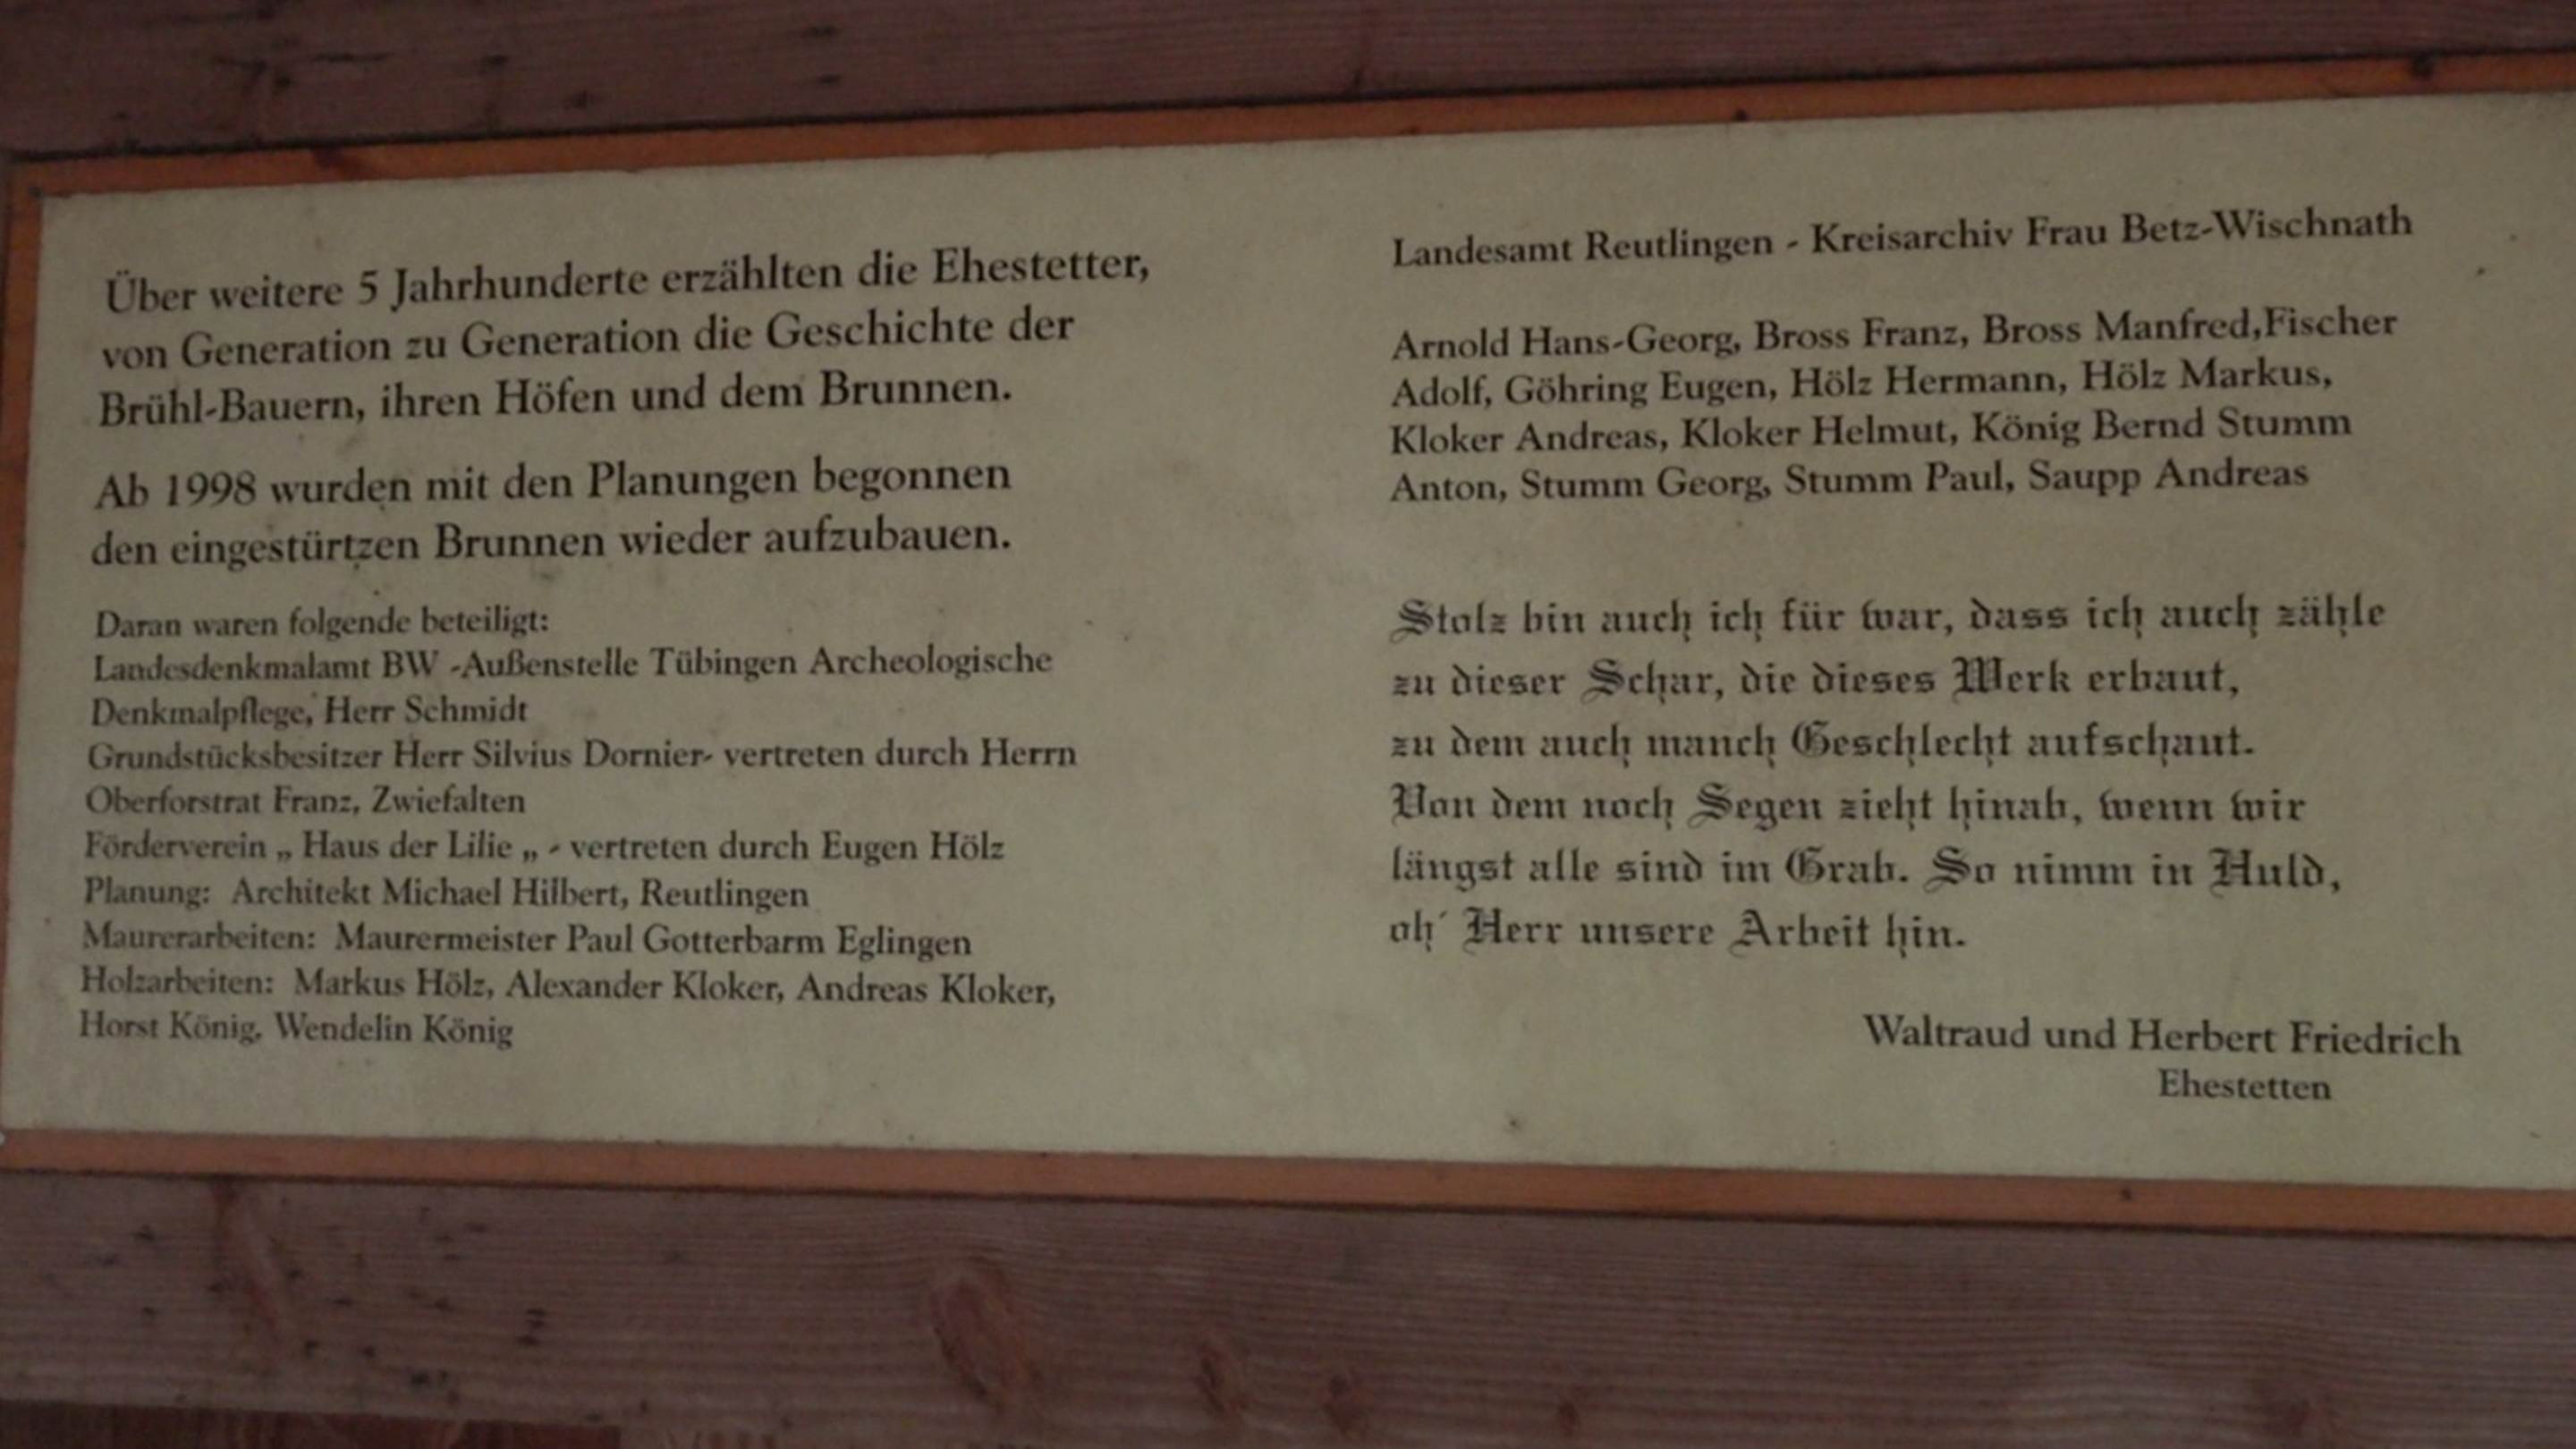 Über weitere 5 Jahrhunderte erzählten die Ehestetter,
von Generation zu Generation die Geschichte der
Brühl-Bauern, ihren Höfen und dem Brunnen.
Ab 1998 wurden mit den Planungen begonnen
den eingestürtzen Brunnen wieder aufzubauen.
Daran waren folgende beteiligt:
Landesdenkmalamt BW -Außenstelle Tübingen Archeologische
Denkmalpflege, Herr Schmidt
Grundstücksbesitzer Herr Silvius Dornier- vertreten durch Herrn
Oberforstrat Franz, Zwiefalten
Förderverein „ Haus der Lilie „ - vertreten durch Eugen Hölz
Planung: Architekt Michael Hilbert, Reutlingen
Maurerarbeiten: Maurermeister Paul Gotterbarm Eglingen
Holzarbeiten: Markus Hölz, Alexander Kloker, Andreas Kloker,
Horst König, Wendelin König
Landesamt Reutlingen - Kreisarchiv Frau Betz-Wischnath
Arnold Hans-Georg, Bross Franz, Bross Manfred,Fischer
Adolf, Göhring Eugen, Hölz Hermann, Hölz Markus,
Kloker Andreas, Kloker Helmut, König Bernd Stumm
Anton, Stumm Georg, Stumm Paul, Saupp Andreas
Stolz bin auch ich für war, dass ich auch zähle
zu dieser Schar, die dieses Werk erbaut,
zu dem auch manch Geschlecht aufschaut.
Von dem noch Segen zieht hinab, wenn wir
längst alle sind im Grab. So nimm in Huld,
oh´ Herr unsere Arbeit hin.
Waltraud und Herbert Friedrich
Ehestetten